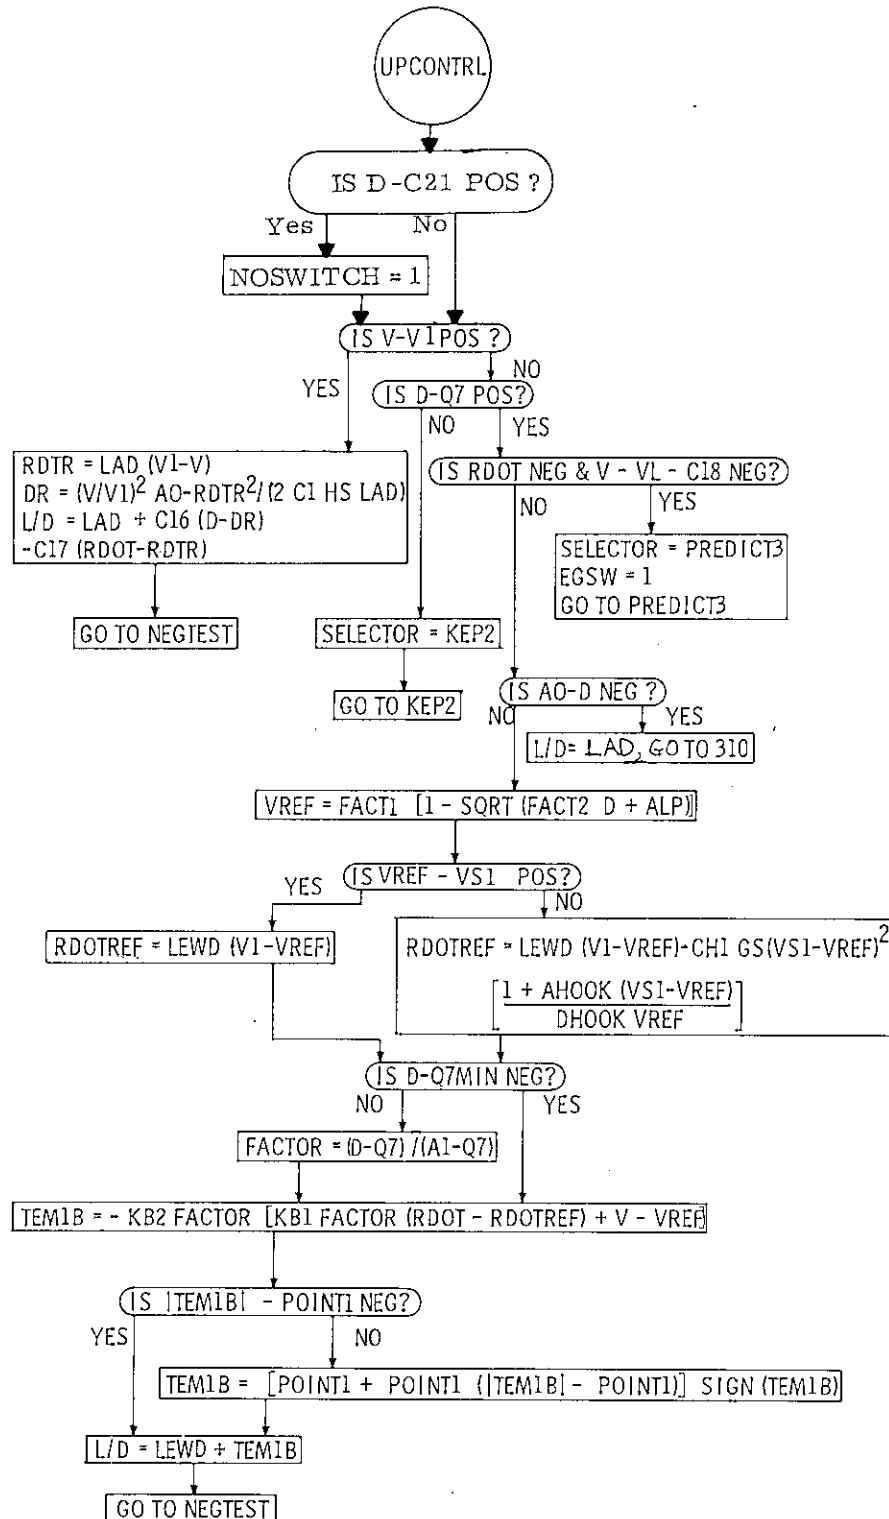 UPCONTRL
IS D-C21 POS ?
Yes
No
NOSWITCH = 1
IS V-V1 POS ?
YES
NO
IS D-Q7 POS?
NO
YES
RDTR = LAD (V1-V)
DR = (V/V1)² AO-RDTR²/(2 C1 HS LAD)
L/D = LAD + C16 (D-DR)
-C17 (RDOT-RDTR)
IS RDOT NEG & V - VL - C18 NEG?
NO
YES
SELECTOR = PREDICT3
EGSW = 1
GO TO PREDICT3
GO TO NEGTEST
SELECTOR = KEP2
GO TO KEP2
IS AO-D NEG ?
NO
YES
L/D= LAD, GO TO 310
VREF = FACT1 [1 - SQRT (FACT2 D + ALP)]
IS VREF - VS1 POS?
YES
NO
RDOTREF = LEWD (V1-VREF)
RDOTREF = LEWD (V1-VREF)-CH1 GS(VS1-VREF)²
[1 + AHOOK (VS1-VREF)
DHOOK VREF]
IS D-Q7MIN NEG?
NO
YES
FACTOR = (D-Q7) /(A1-Q7)
TEM1B = - KB2 FACTOR [KB1 FACTOR (RDOT - RDOTREF) + V - VREF]
IS |TEM1B| - POINT1 NEG?
YES
NO
TEM1B = [POINT1 + POINT1 (|TEM1B| - POINT1)] SIGN (TEM1B)
L/D = LEWD + TEM1B
GO TO NEGTEST